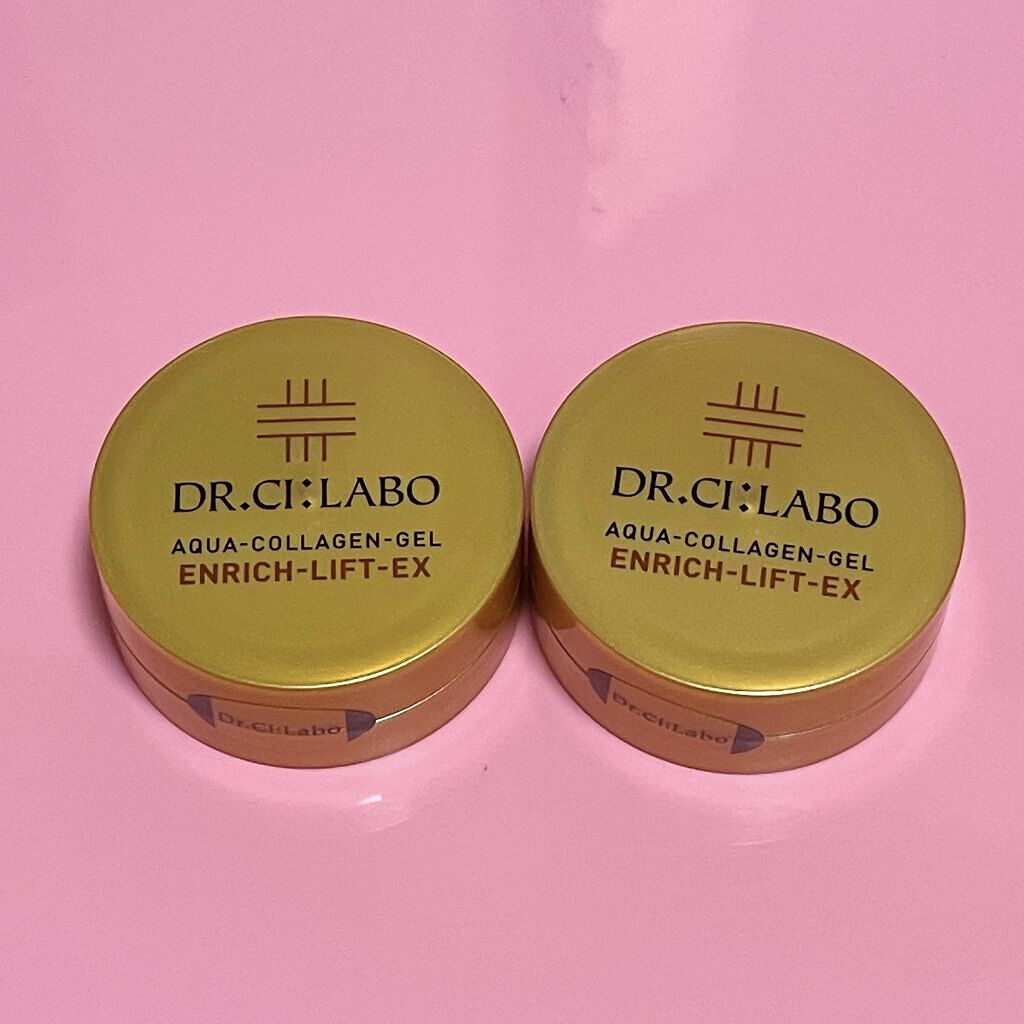 DR.CI:LABO
AQUA-COLLAGEN-GEL
ENRICH-LIFT-EX
Dr.Ci:Labo
DR.CI:LABO
AQUA-COLLAGEN-GEL
ENRICH-LIFT-EX
Dr.Ci:Labo